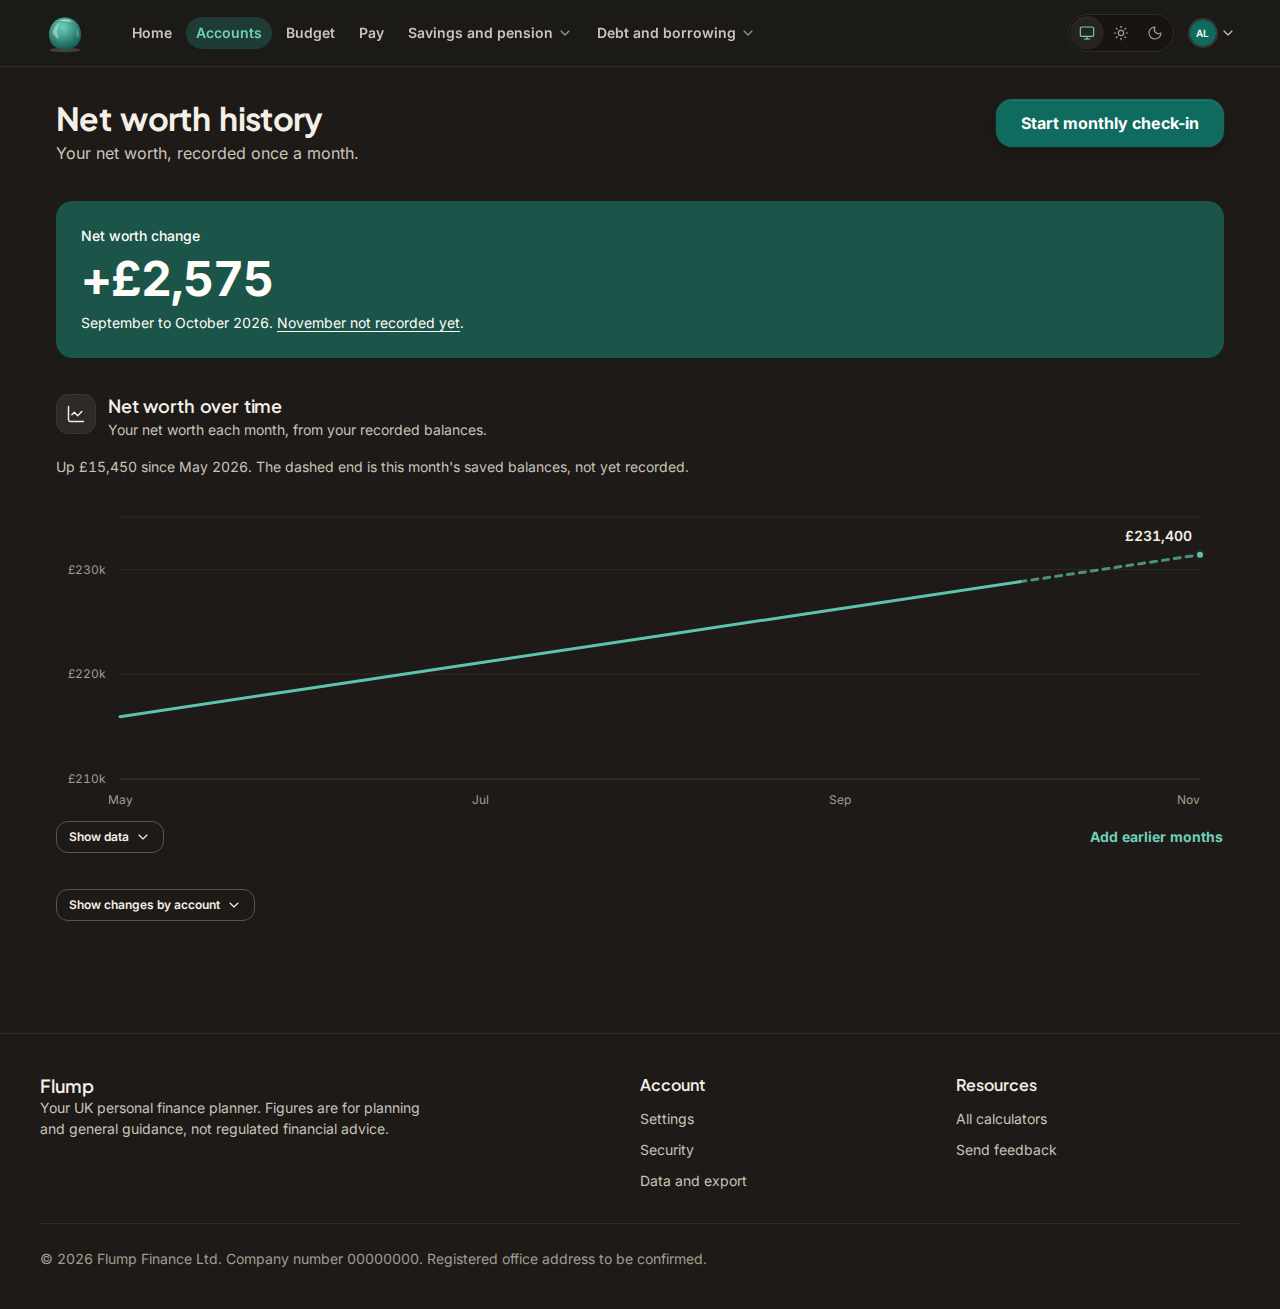 Home Accounts Budget Pay Savings and pension Debt and borrowing AL
Net worth history
Start monthly check-in
Your net worth, recorded once a month.
Net worth change
+£2,575
September to October 2026. November not recorded yet.
Net worth over time
Your net worth each month, from your recorded balances.
Up £15,450 since May 2026. The dashed end is this month's saved balances, not yet recorded.
£231,400
£230k
£220k
£210k
May Jul Sep Nov
Show data
Add earlier months
Show changes by account
Flump
Your UK personal finance planner. Figures are for planning
and general guidance, not regulated financial advice.
Account
Settings
Security
Data and export
Resources
All calculators
Send feedback
© 2026 Flump Finance Ltd. Company number 00000000. Registered office address to be confirmed.